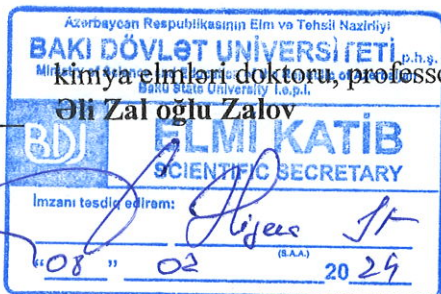 Azərbaycan Respublikasının Elm və Təhsil Nazirliyi
BAKI DÖVLƏT UNİVERSİTETİ p.h.ş.
kimya elmləri doktoru, professor
Baku State University l.e.p.l.
Əli Zal oğlu Zalov
BDU
ELMİ KATİB
SCIENTIFIC SECRETARY
İmzanı təsdiq edirəm:
(S.A.A.)
"08" 02 2024